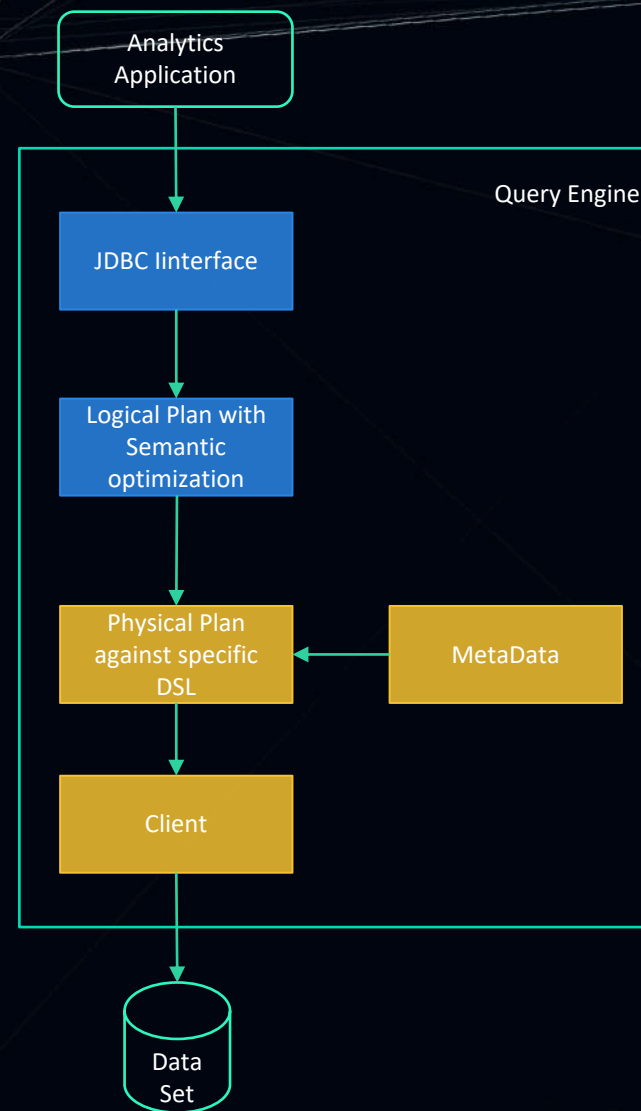 Analytics
Application
Query Engine
JDBC Iinterface
Logical Plan with
Semantic
optimization
Physical Plan
against specific
DSL
MetaData
Client
Data
Set